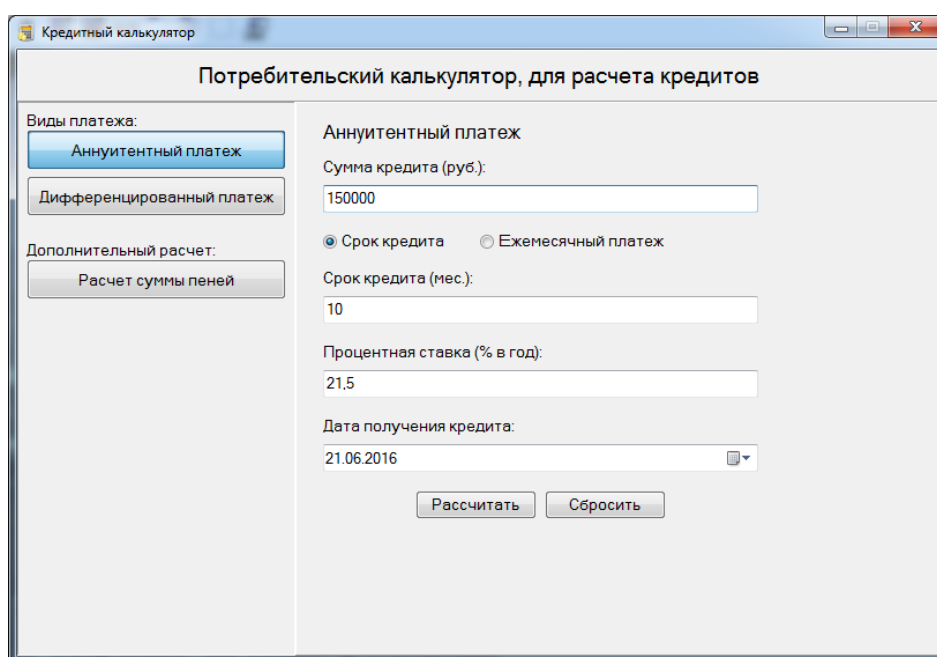 Кредитный калькулятор
Потребительский калькулятор, для расчета кредитов
Виды платежа:
Аннуитентный платеж
Дифференцированный платеж
Дополнительный расчет:
Расчет суммы пеней
Аннуитентный платеж
Сумма кредита (руб.):
150000
Срок кредита Ежемесячный платеж
Срок кредита (мес.):
10
Процентная ставка (% в год):
21,5
Дата получения кредита:
21.06.2016
Рассчитать Сбросить